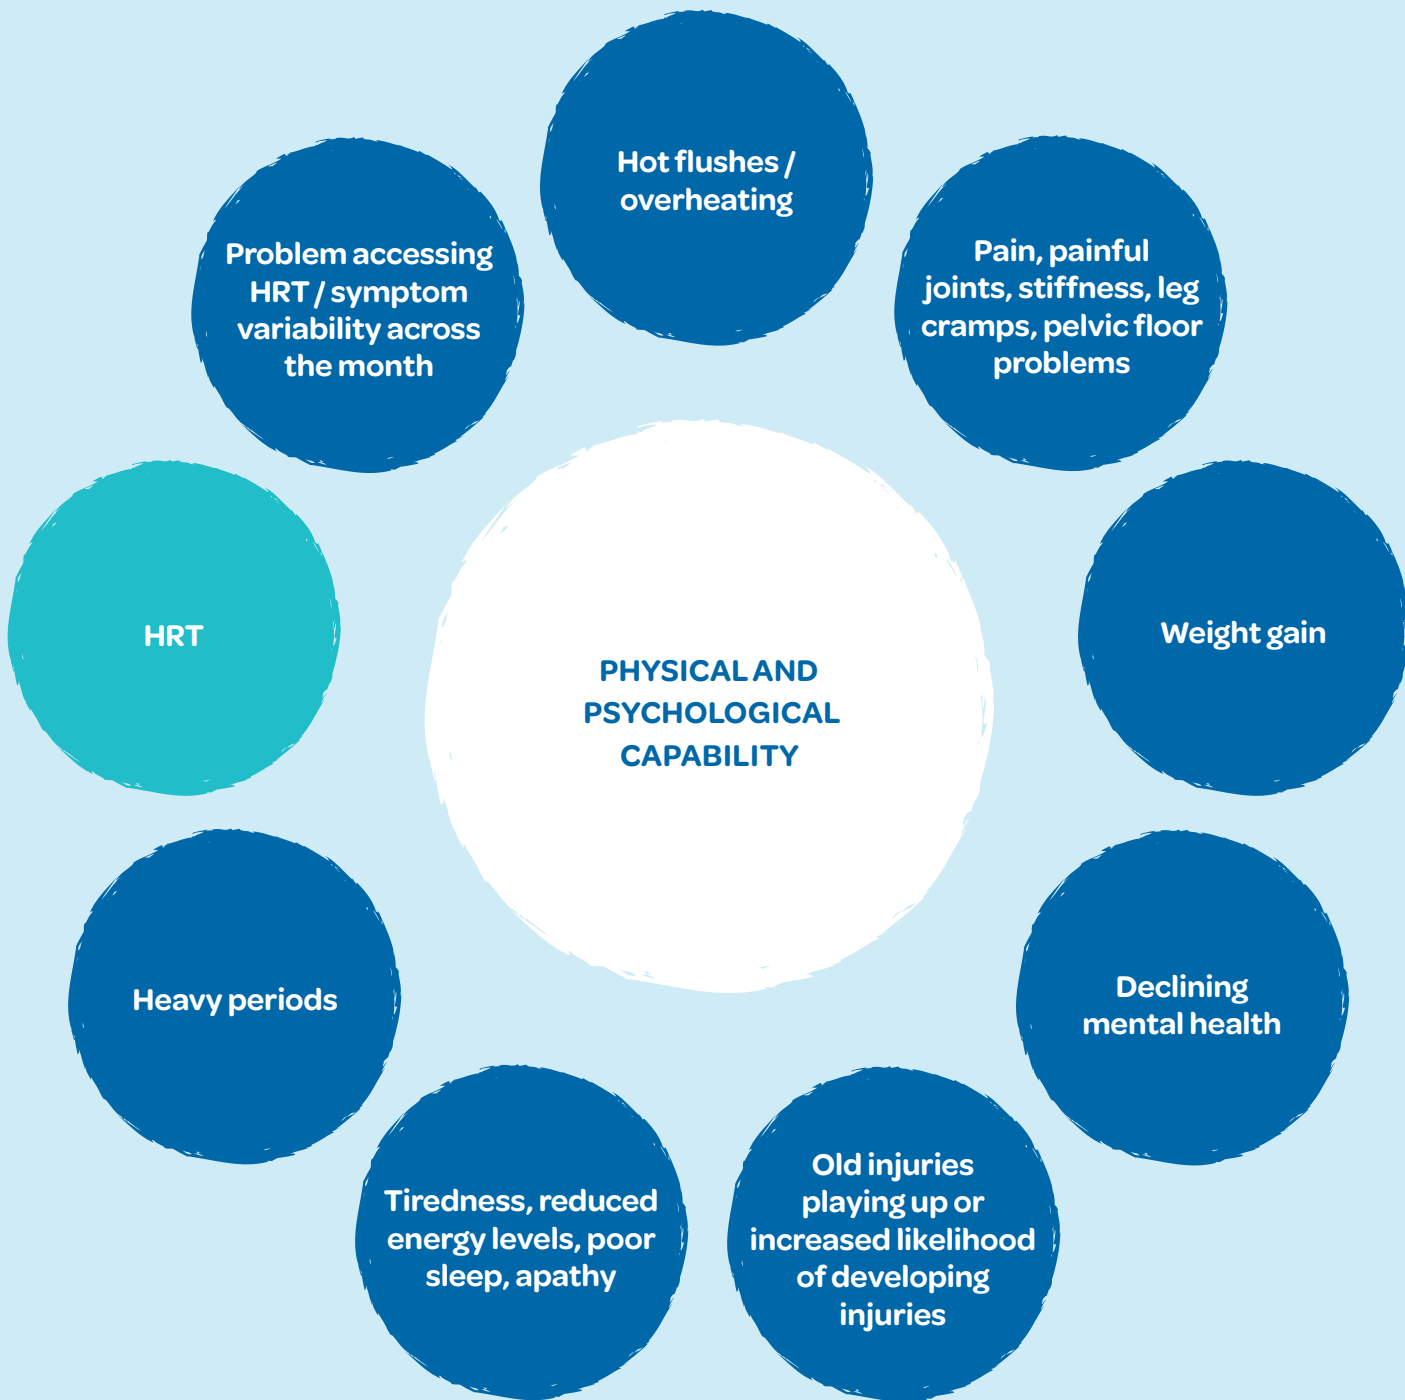 Hot flushes /
overheating
Problem accessing
HRT / symptom
variability across
the month
Pain, painful
joints, stiffness, leg
cramps, pelvic floor
problems
HRT
Weight gain
PHYSICAL AND
PSYCHOLOGICAL
CAPABILITY
Heavy periods
Declining
mental health
Tiredness, reduced
energy levels, poor
sleep, apathy
Old injuries
playing up or
increased likelihood
of developing
injuries